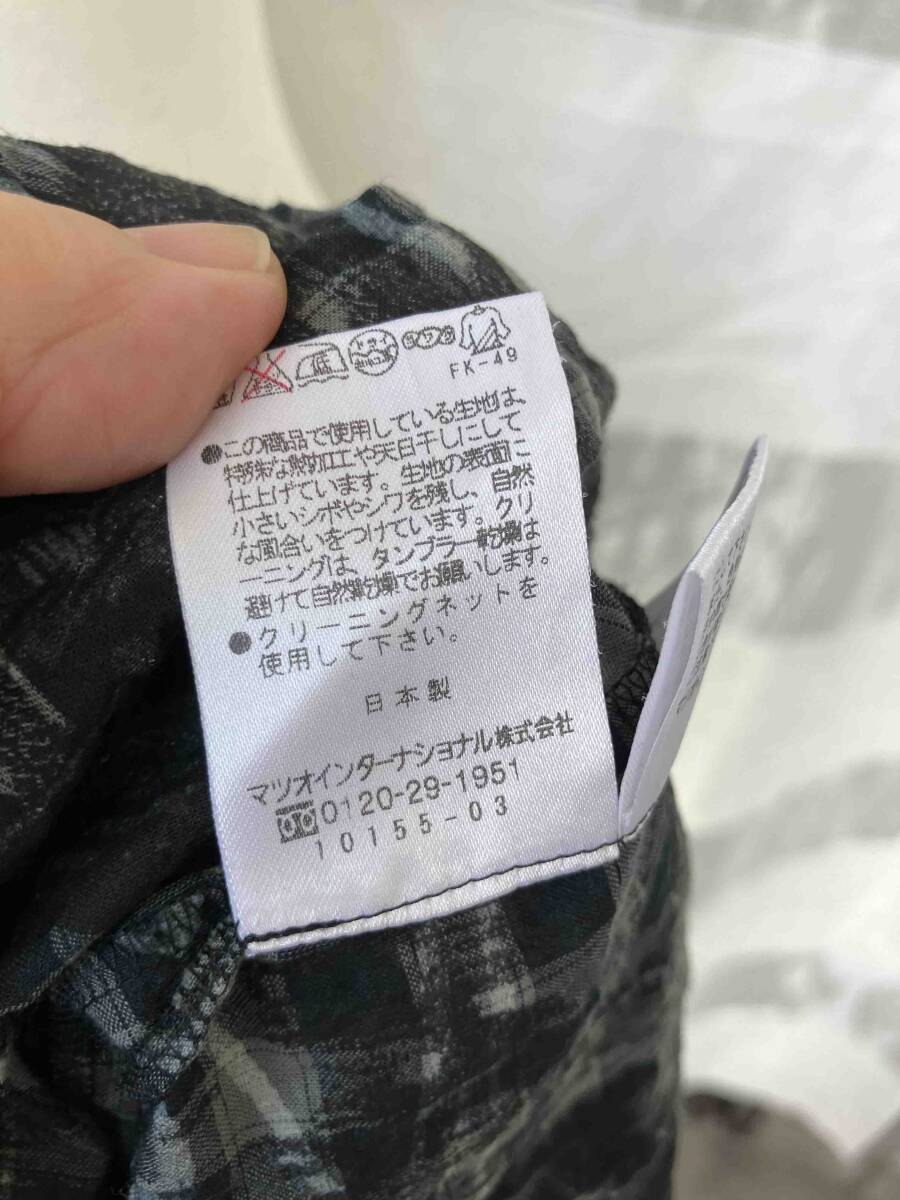 低
ドライ
FK-49
●この商品で使用している生地は、
特殊な熱加工や天日干しにして
仕上げています。生地の表面に
小さいシボやシワを残し、自然
な風合いをつけています。クリ
ーニングは、タンブラー乾燥は
避けて自然乾燥でお願いします。
●クリーニングネットを
使用して下さい。
日本製
マツオインターナショナル株式会社
0120-29-1951
10155-03